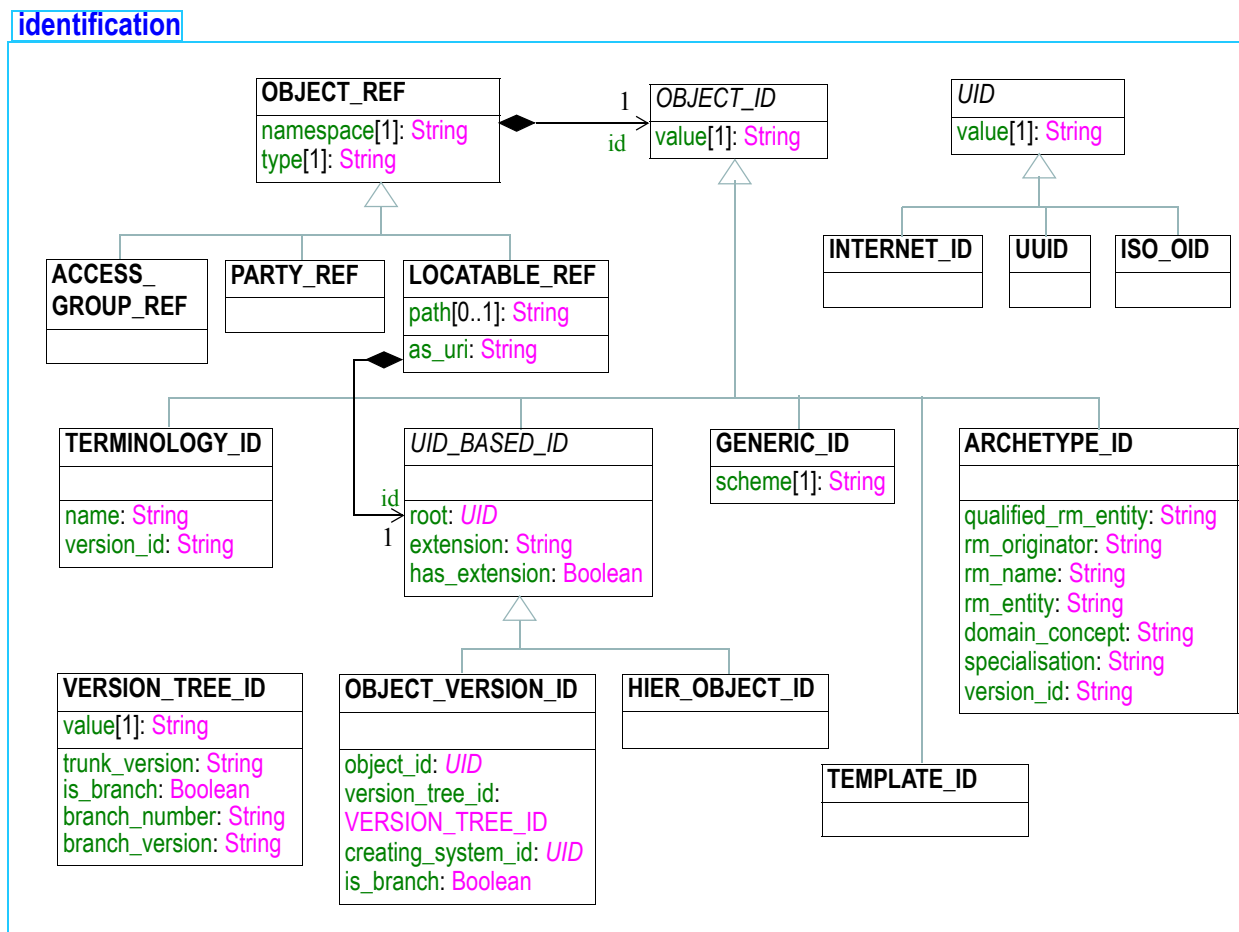 identification
OBJECT_REF
namespace[1]: String
type[1]: String
1
id
OBJECT_ID
value[1]: String
UID
value[1]: String
INTERNET_ID
UUID
ISO_OID
ACCESS_
GROUP_REF
PARTY_REF
LOCATABLE_REF
path[0..1]: String
as_uri: String
TERMINOLOGY_ID
name: String
version_id: String
id
1
UID_BASED_ID
root: UID
extension: String
has_extension: Boolean
GENERIC_ID
scheme[1]: String
ARCHETYPE_ID
qualified_rm_entity: String
rm_originator: String
rm_name: String
rm_entity: String
domain_concept: String
specialisation: String
version_id: String
VERSION_TREE_ID
value[1]: String
trunk_version: String
is_branch: Boolean
branch_number: String
branch_version: String
OBJECT_VERSION_ID
object_id: UID
version_tree_id:
VERSION_TREE_ID
creating_system_id: UID
is_branch: Boolean
HIER_OBJECT_ID
TEMPLATE_ID